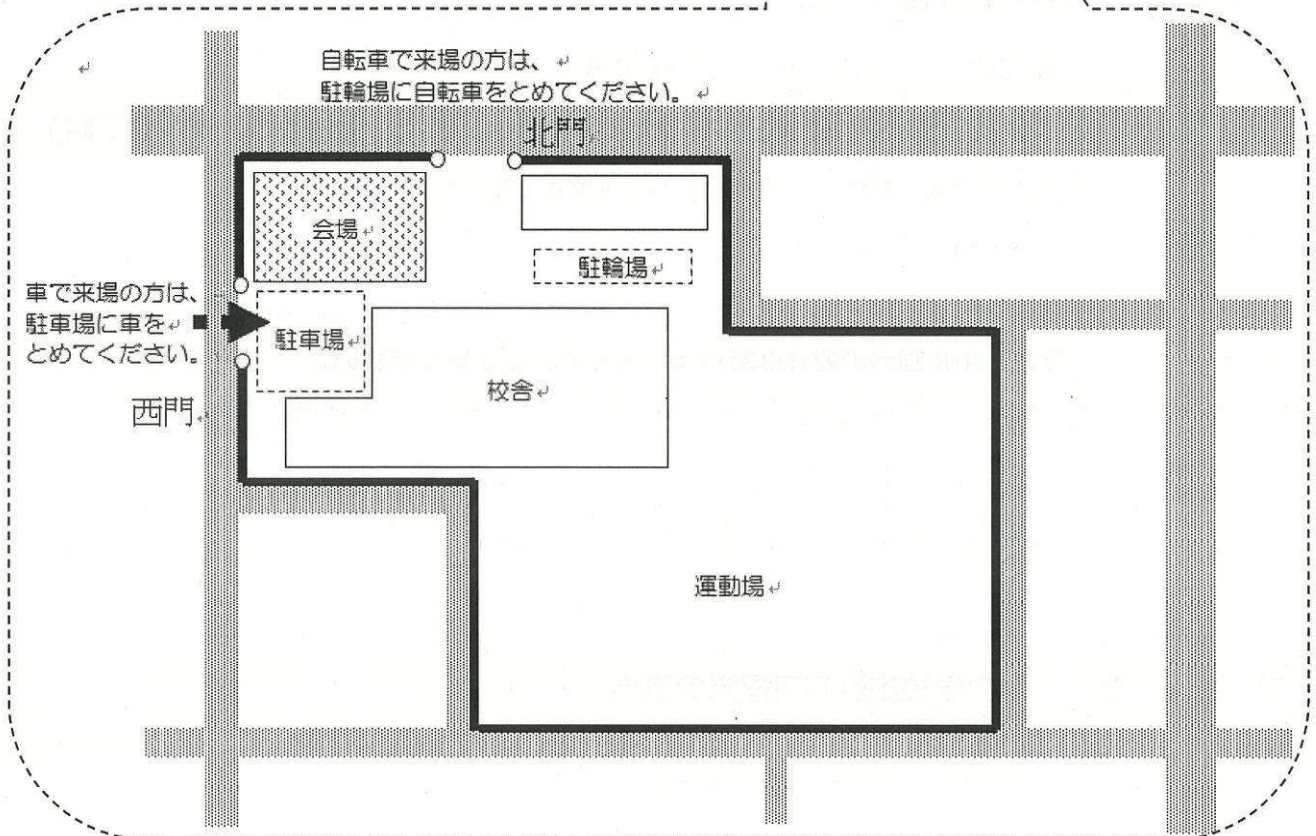 自転車で来場の方は、
駐輪場に自転車をとめてください。
北門
会場
駐輪場
車で来場の方は、
駐車場に車を
とめてください。
駐車場
校舎
西門
運動場